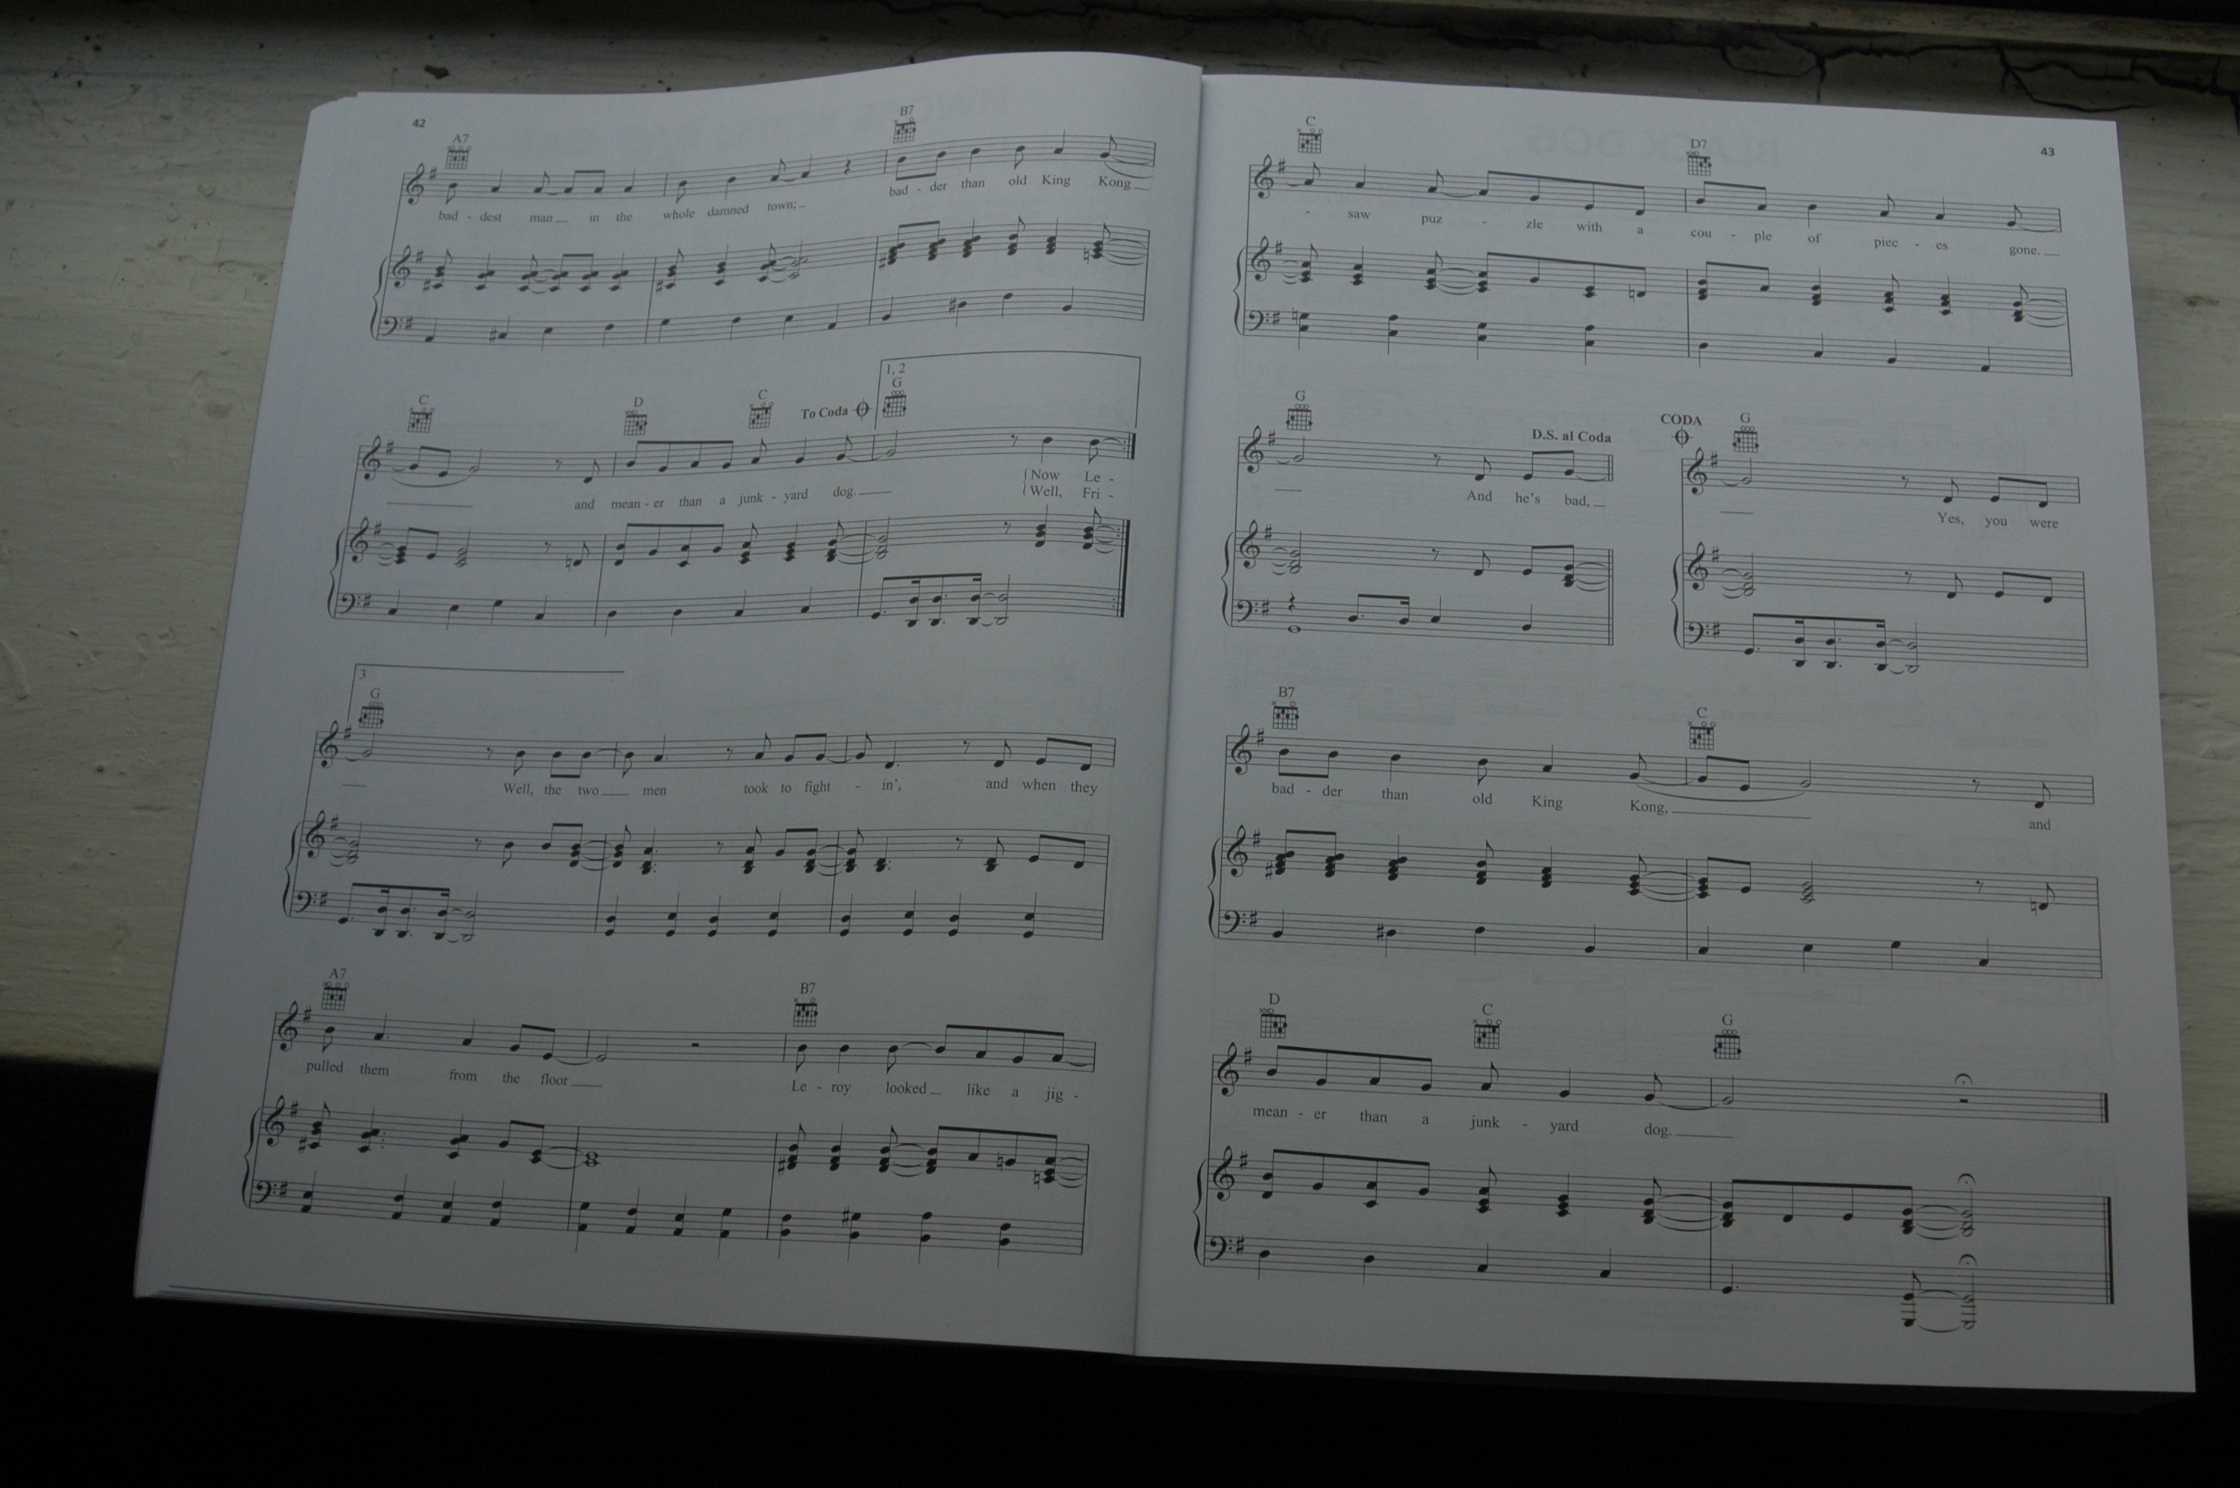 42
A7 B7
bad - dest man in the whole damned town; bad - der than old King Kong
C D C To Coda 1, 2 G
and mean - er than a junk - yard dog. Now Le -
Well, Fri -
3
G
Well, the two men took to fight - in', and when they
A7 B7
pulled them from the floor Le - roy looked like a jig -
43
C D7
- saw puz - zle with a cou - ple of piec - es gone.
G D.S. al Coda
And he's bad,
CODA G
Yes, you were
B7 C
bad - der than old King Kong, and
D C G
mean - er than a junk - yard dog.